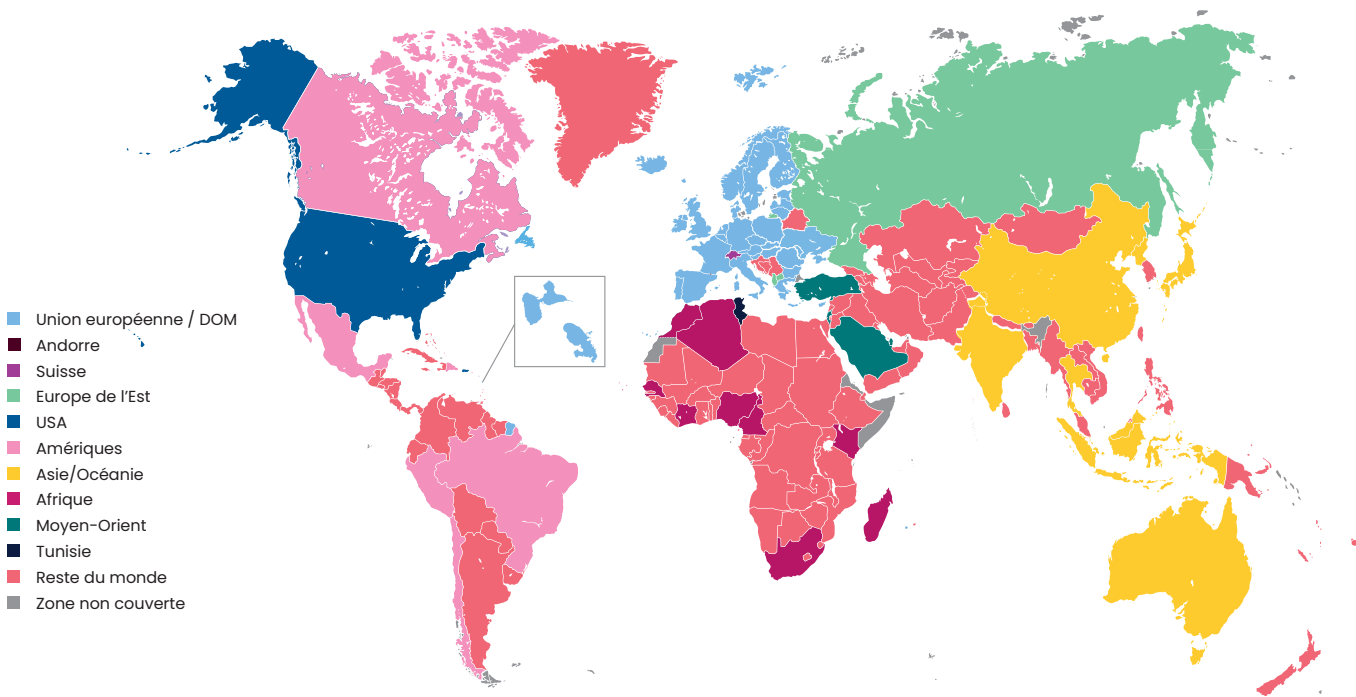 Union européenne / DOM
Andorre
Suisse
Europe de l’Est
USA
Amériques
Asie/Océanie
Afrique
Moyen-Orient
Tunisie
Reste du monde
Zone non couverte